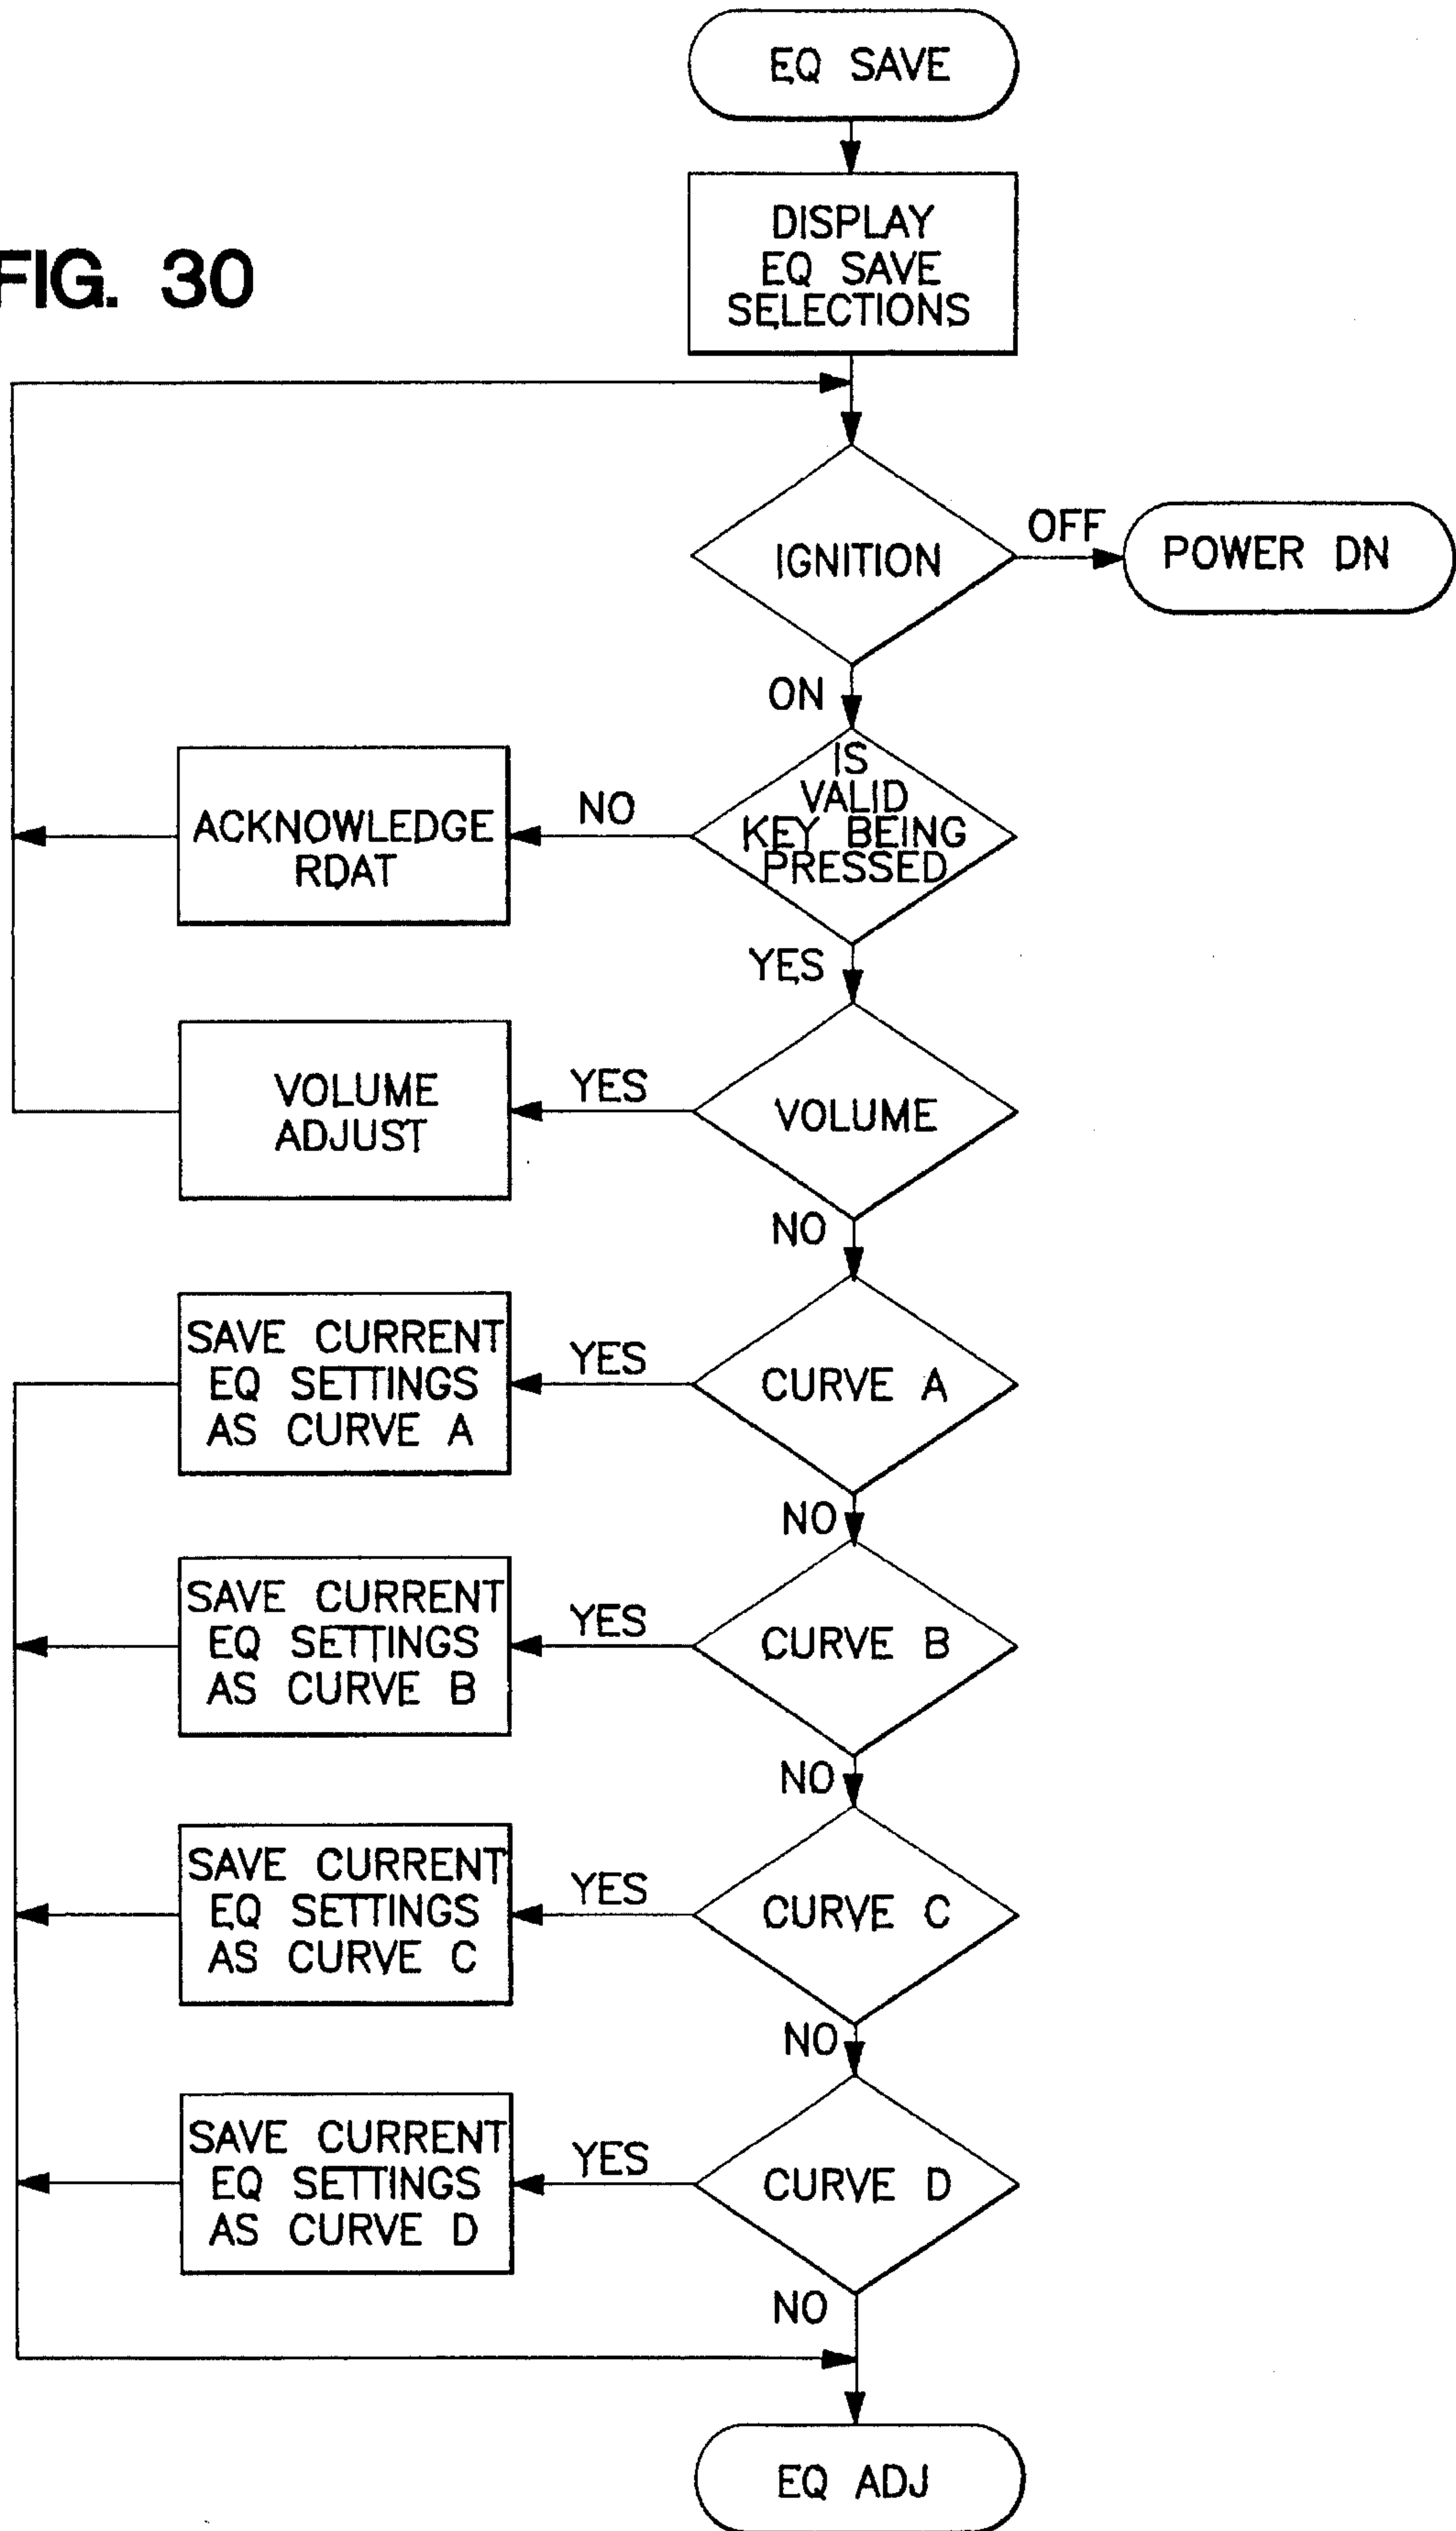 EQ SAVE
DISPLAY
EQ SAVE
SELECTIONS
FIG. 30
IGNITION
OFF
POWER DN
ON
IS
VALID
KEY BEING
PRESSED
NO
ACKNOWLEDGE
RDAT
YES
VOLUME
YES
VOLUME
ADJUST
NO
CURVE A
YES
SAVE CURRENT
EQ SETTINGS
AS CURVE A
NO
CURVE B
YES
SAVE CURRENT
EQ SETTINGS
AS CURVE B
NO
CURVE C
YES
SAVE CURRENT
EQ SETTINGS
AS CURVE C
NO
CURVE D
YES
SAVE CURRENT
EQ SETTINGS
AS CURVE D
NO
EQ ADJ